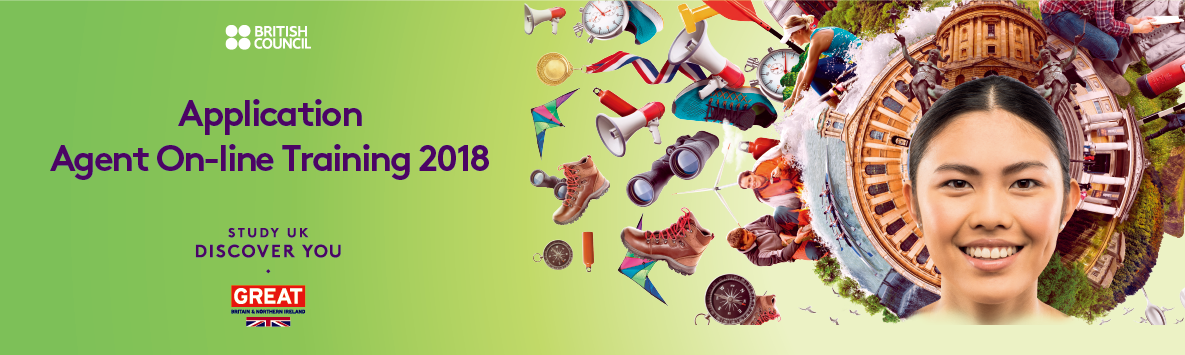 BRITISH
COUNCIL
Application
Agent On-line Training 2018
STUDY UK
DISCOVER YOU
GREAT
BRITAIN & NORTHERN IRELAND